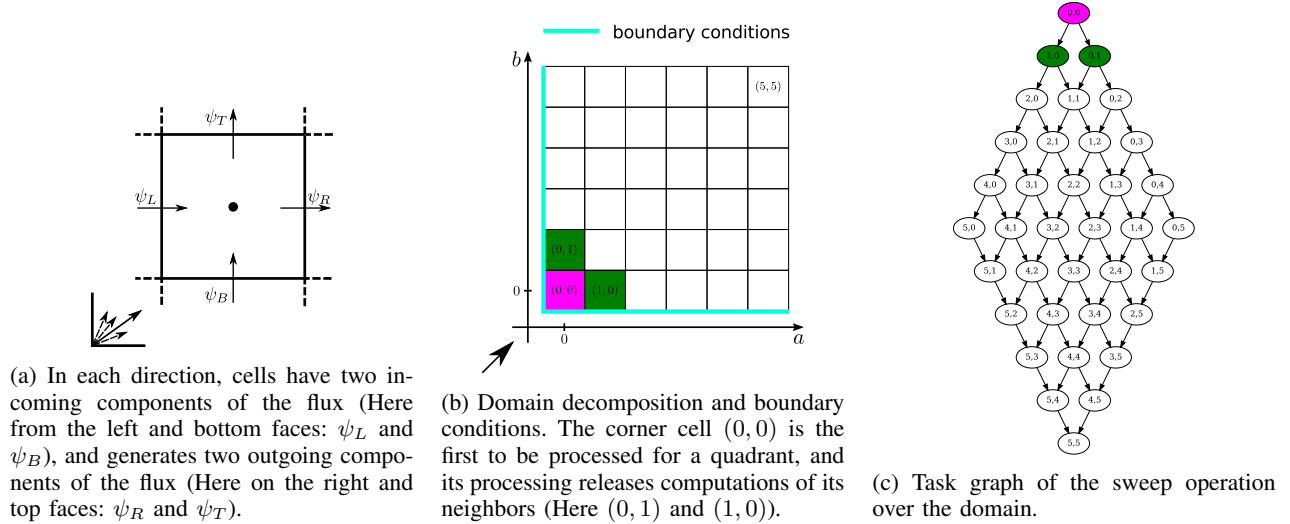 ψT
ψL
ψR
ψB
(a) In each direction, cells have two in-
coming components of the flux (Here
from the left and bottom faces: ψL and
ψB), and generates two outgoing compo-
nents of the flux (Here on the right and
top faces: ψR and ψT).
boundary conditions
b
(5, 5)
(0, 1)
0
(0, 0)
(1, 0)
0
a
(b) Domain decomposition and boundary
conditions. The corner cell (0, 0) is the
first to be processed for a quadrant, and
its processing releases computations of its
neighbors (Here (0, 1) and (1, 0)).
0,0
1,0 0,1
2,0 1,1 0,2
3,0 2,1 1,2 0,3
4,0 3,1 2,2 1,3 0,4
5,0 4,1 3,2 2,3 1,4 0,5
5,1 4,2 3,3 2,4 1,5
5,2 4,3 3,4 2,5
5,3 4,4 3,5
5,4 4,5
5,5
(c) Task graph of the sweep operation
over the domain.